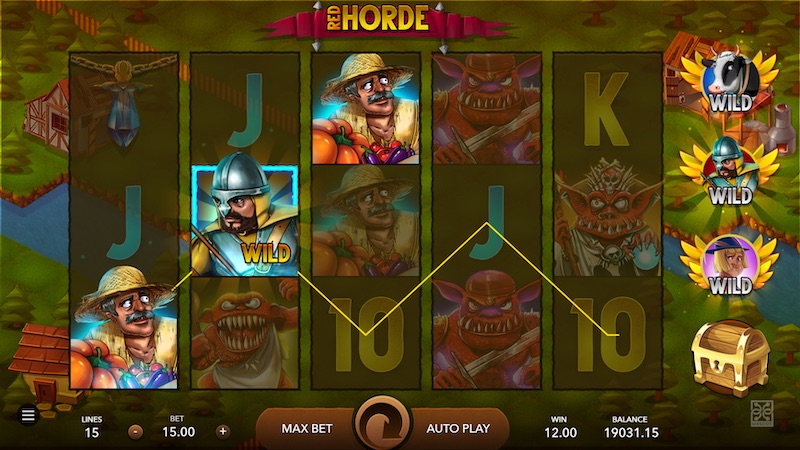 RED HORDE
J
K
WILD
J
WILD
J
WILD
WILD
10
10
LINES
15
-
BET
15.00
+
MAX BET
AUTO PLAY
WIN
12.00
BALANCE
19031.15